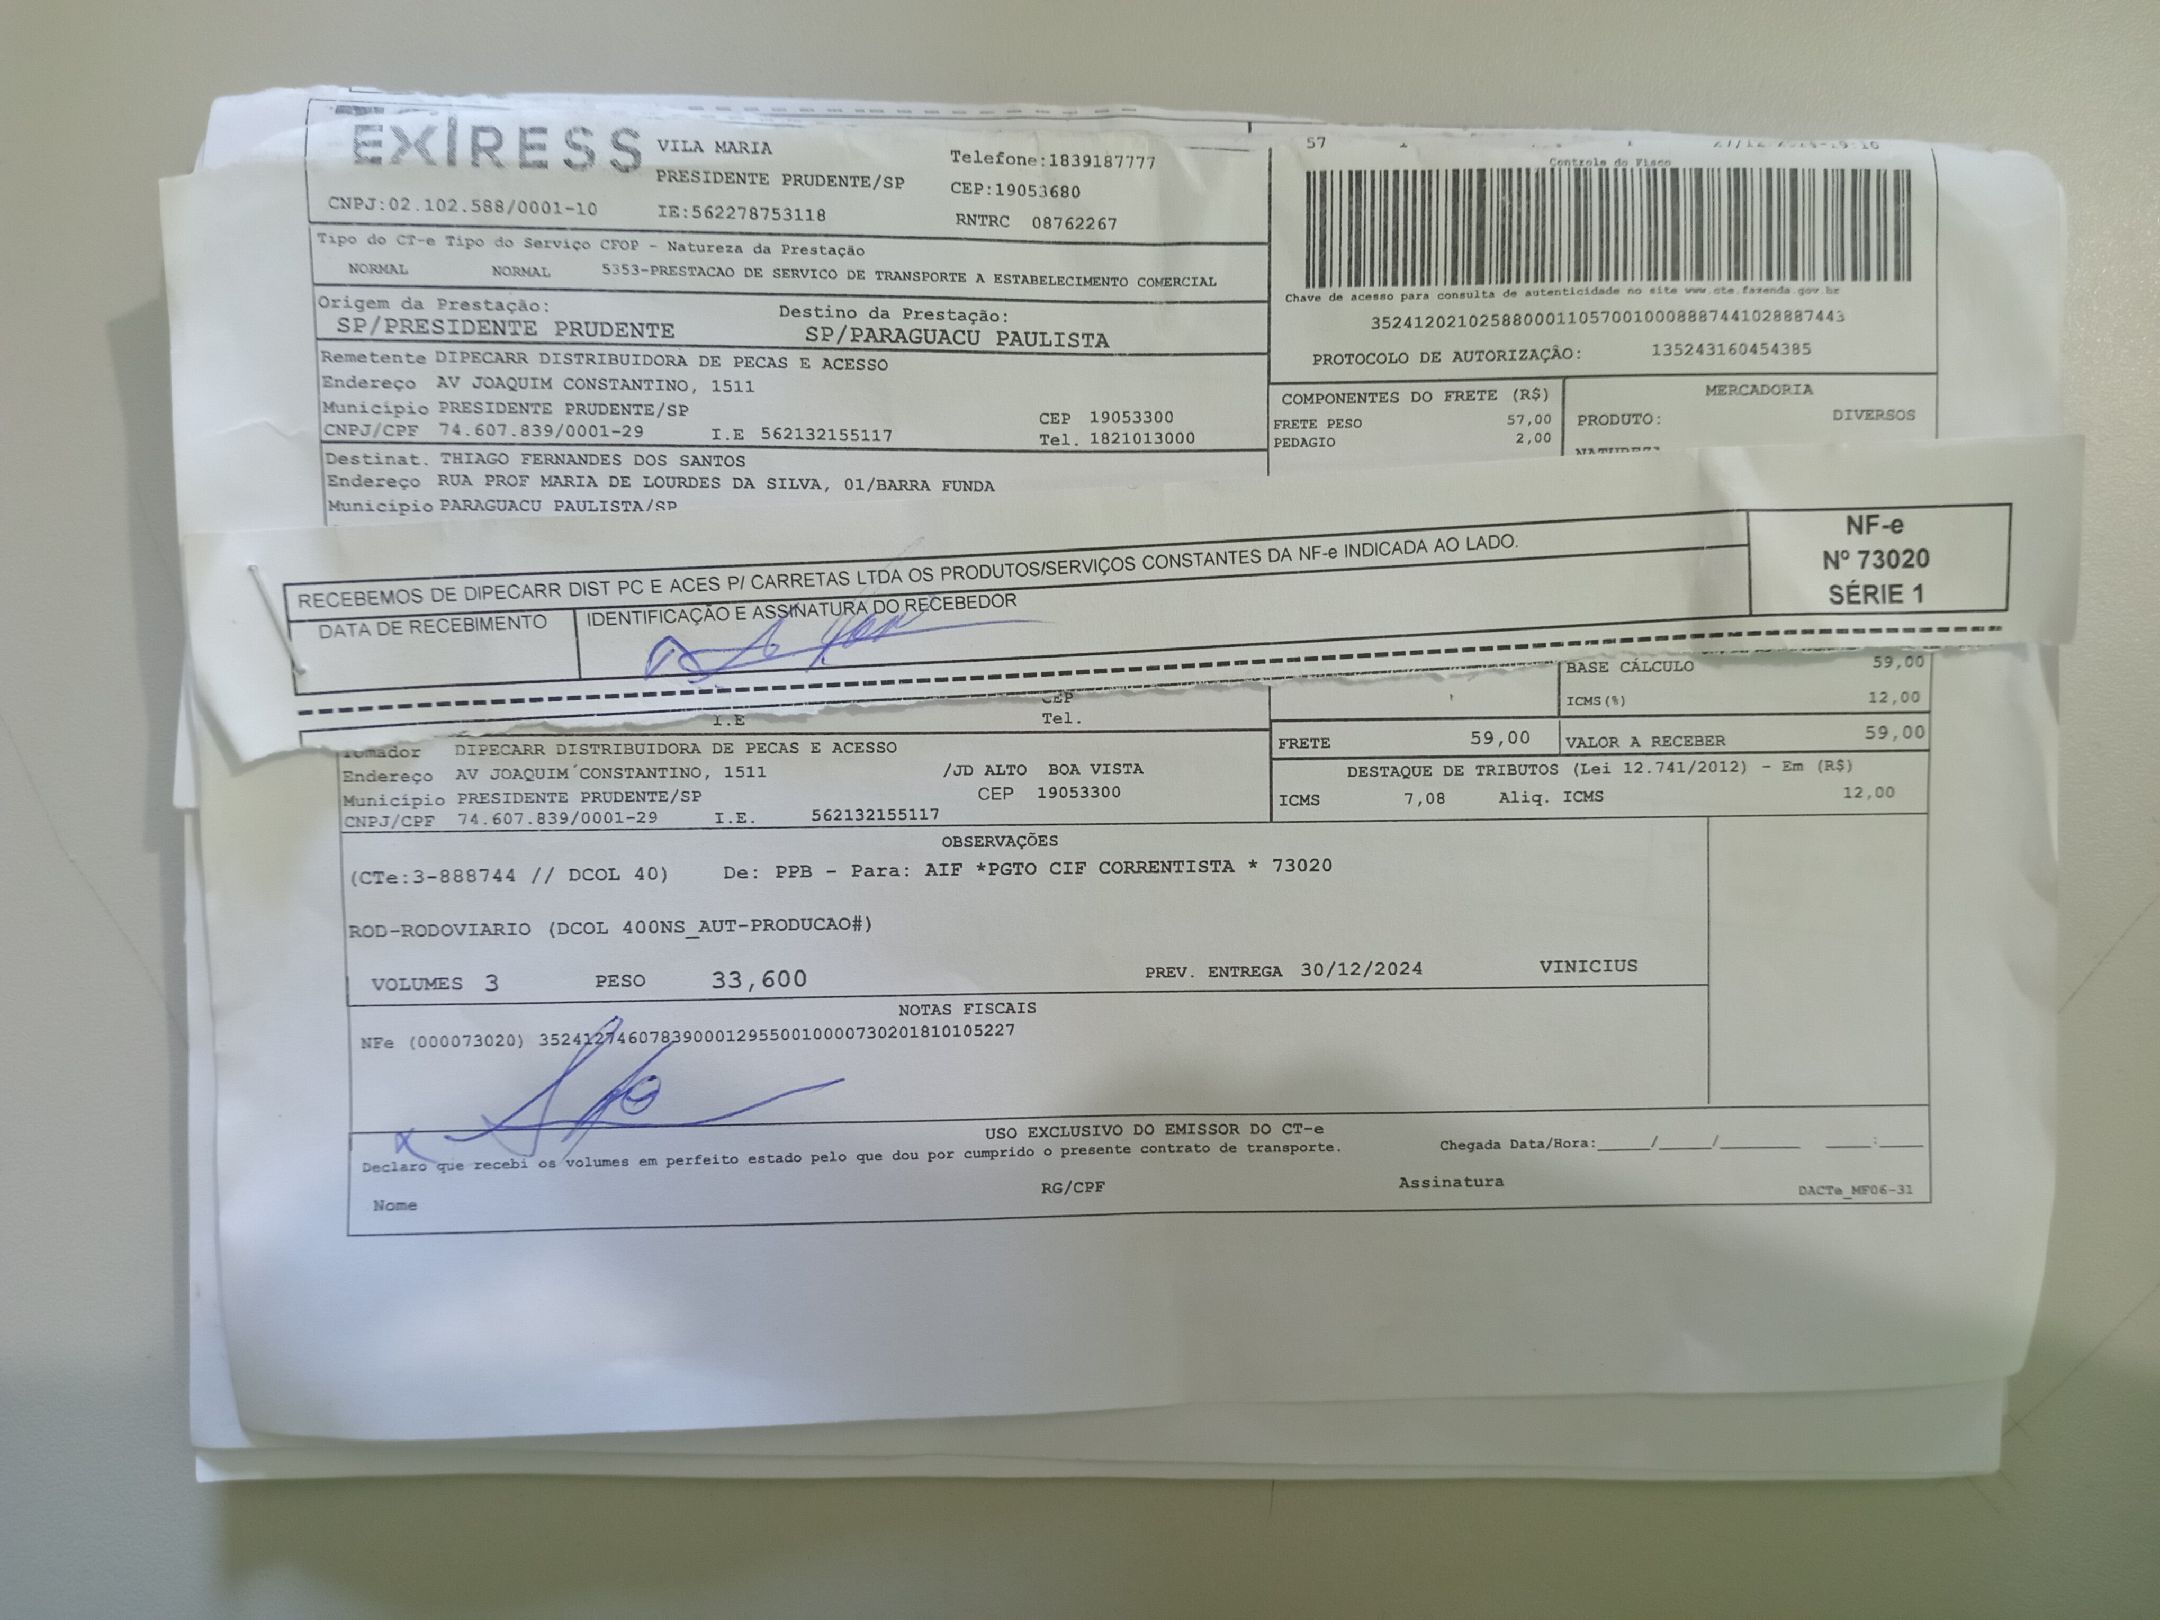 EXPRESS
VILA MARIA
PRESIDENTE PRUDENTE/SP
Telefone:1839187777
CEP:19053680
CNPJ:02.102.588/0001-10 IE:562278753118 RNTRC 08762267
Tipo do CT-e Tipo do Serviço CFOP - Natureza da Prestação
NORMAL NORMAL 5353-PRESTACAO DE SERVICO DE TRANSPORTE A ESTABELECIMENTO COMERCIAL
Origem da Prestação: Destino da Prestação:
SP/PRESIDENTE PRUDENTE SP/PARAGUACU PAULISTA
Remetente DIPECARR DISTRIBUIDORA DE PECAS E ACESSO
Endereço AV JOAQUIM CONSTANTINO, 1511
Município PRESIDENTE PRUDENTE/SP CEP 19053300
CNPJ/CPF 74.607.839/0001-29 I.E 562132155117 Tel. 1821013000
Destinat. THIAGO FERNANDES DOS SANTOS
Endereço RUA PROF MARIA DE LOURDES DA SILVA, 01/BARRA FUNDA
Município PARAGUACU PAULISTA/SP
57
Controle do Fisco
Chave de acesso para consulta de autenticidade no site www.cte.fazenda.gov.br
35241202102588000110570010008887441028887443
PROTOCOLO DE AUTORIZAÇÃO: 135243160454385
COMPONENTES DO FRETE (R$)
FRETE PESO 57,00
PEDAGIO 2,00
MERCADORIA
PRODUTO: DIVERSOS
RECEBEMOS DE DIPECARR DIST PC E ACES P/ CARRETAS LTDA OS PRODUTOS/SERVIÇOS CONSTANTES DA NF-e INDICADA AO LADO.
DATA DE RECEBIMENTO IDENTIFICAÇÃO E ASSINATURA DO RECEBEDOR
NF-e
Nº 73020
SÉRIE 1
CEP
I.E Tel.
BASE CÁLCULO 59,00
ICMS(%) 12,00
FRETE 59,00 VALOR A RECEBER 59,00
Tomador DIPECARR DISTRIBUIDORA DE PECAS E ACESSO
Endereço AV JOAQUIM CONSTANTINO, 1511 /JD ALTO BOA VISTA
Município PRESIDENTE PRUDENTE/SP CEP 19053300
CNPJ/CPF 74.607.839/0001-29 I.E. 562132155117
DESTAQUE DE TRIBUTOS (Lei 12.741/2012) - Em (R$)
ICMS 7,08 Aliq. ICMS 12,00
OBSERVAÇÕES
(CTe:3-888744 // DCOL 40) De: PPB - Para: AIF *PGTO CIF CORRENTISTA * 73020
ROD-RODOVIARIO (DCOL 400NS_AUT-PRODUCAO#)
VOLUMES 3 PESO 33,600 PREV. ENTREGA 30/12/2024 VINICIUS
NOTAS FISCAIS
NFe (000073020) 35241274607839000129550010000730201810105227
USO EXCLUSIVO DO EMISSOR DO CT-e
Declaro que recebi os volumes em perfeito estado pelo que dou por cumprido o presente contrato de transporte.
Chegada Data/Hora:_____/_____/________ ____:____
Nome RG/CPF Assinatura DACTe_MF06-31